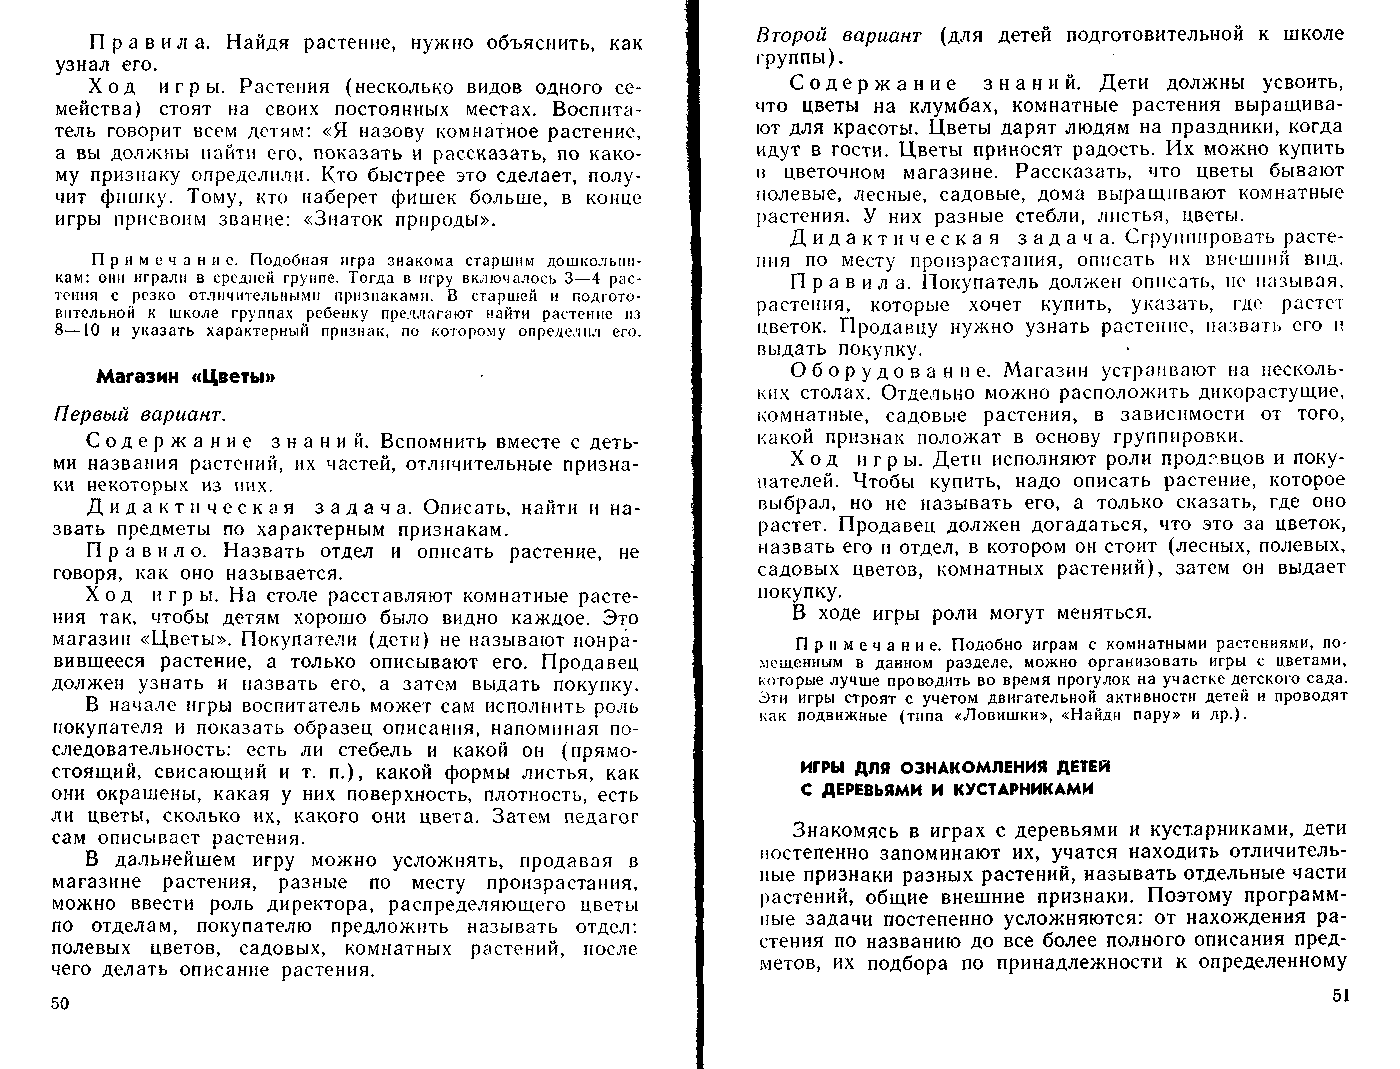 Правила. Найдя растение, нужно объяснить, как
узнал его.
Ход игры. Растения (несколько видов одного се-
мейства) стоят на своих постоянных местах. Воспита-
тель говорит всем детям: «Я назову комнатное растение,
а вы должны найти его, показать и рассказать, по како-
му признаку определили. Кто быстрее это сделает, полу-
чит фишку. Тому, кто наберет фишек больше, в конце
игры присвоим звание: «Знаток природы».
Примечание. Подобная игра знакома старшим дошкольни-
кам: они играли в средней группе. Тогда в игру включалось 3—4 рас-
тения с резко отличительными признаками. В старшей и подгото-
вительной к школе группах ребенку предлагают найти растение из
8—10 и указать характерный признак, по которому определил его.
Магазин «Цветы»
Первый вариант.
Содержание знаний. Вспомнить вместе с деть-
ми названия растений, их частей, отличительные призна-
ки некоторых из них.
Дидактическая задача. Описать, найти и на-
звать предметы по характерным признакам.
Правило. Назвать отдел и описать растение, не
говоря, как оно называется.
Ход игры. На столе расставляют комнатные расте-
ния так, чтобы детям хорошо было видно каждое. Это
магазин «Цветы». Покупатели (дети) не называют понра-
вившееся растение, а только описывают его. Продавец
должен узнать и назвать его, а затем выдать покупку.
В начале игры воспитатель может сам исполнить роль
покупателя и показать образец описания, напоминая по-
следовательность: есть ли стебель и какой он (прямо-
стоящий, свисающий и т. п.), какой формы листья, как
они окрашены, какая у них поверхность, плотность, есть
ли цветы, сколько их, какого они цвета. Затем педагог
сам описывает растения.
В дальнейшем игру можно усложнять, продавая в
магазине растения, разные по месту произрастания,
можно ввести роль директора, распределяющего цветы
по отделам, покупателю предложить называть отдел:
полевых цветов, садовых, комнатных растений, после
чего делать описание растения.
50
Второй вариант (для детей подготовительной к школе
группы).
Содержание знаний. Дети должны усвоить,
что цветы на клумбах, комнатные растения выращива-
ют для красоты. Цветы дарят людям на праздники, когда
идут в гости. Цветы приносят радость. Их можно купить
в цветочном магазине. Рассказать, что цветы бывают
полевые, лесные, садовые, дома выращивают комнатные
растения. У них разные стебли, листья, цветы.
Дидактическая задача. Сгруппировать расте-
ния по месту произрастания, описать их внешний вид.
Правила. Покупатель должен описать, не называя,
растения, которые хочет купить, указать, где растет
цветок. Продавцу нужно узнать растение, назвать его и
выдать покупку.
Оборудование. Магазин устраивают на несколь-
ких столах. Отдельно можно расположить дикорастущие,
комнатные, садовые растения, в зависимости от того,
какой признак положат в основу группировки.
Ход игры. Дети исполняют роли продавцов и поку-
пателей. Чтобы купить, надо описать растение, которое
выбрал, но не называть его, а только сказать, где оно
растет. Продавец должен догадаться, что это за цветок,
назвать его и отдел, в котором он стоит (лесных, полевых,
садовых цветов, комнатных растений), затем он выдает
покупку.
В ходе игры роли могут меняться.
Примечание. Подобно играм с комнатными растениями, по-
мещенным в данном разделе, можно организовать игры с цветами,
которые лучше проводить во время прогулок на участке детского сада.
Эти игры строят с учетом двигательной активности детей и проводят
как подвижные (типа «Ловишки», «Найди пару» и др.).
ИГРЫ ДЛЯ ОЗНАКОМЛЕНИЯ ДЕТЕЙ
С ДЕРЕВЬЯМИ И КУСТАРНИКАМИ
Знакомясь в играх с деревьями и кустарниками, дети
постепенно запоминают их, учатся находить отличитель-
ные признаки разных растений, называть отдельные части
растений, общие внешние признаки. Поэтому программ-
ные задачи постепенно усложняются: от нахождения ра-
стения по названию до все более полного описания пред-
метов, их подбора по принадлежности к определенному
51